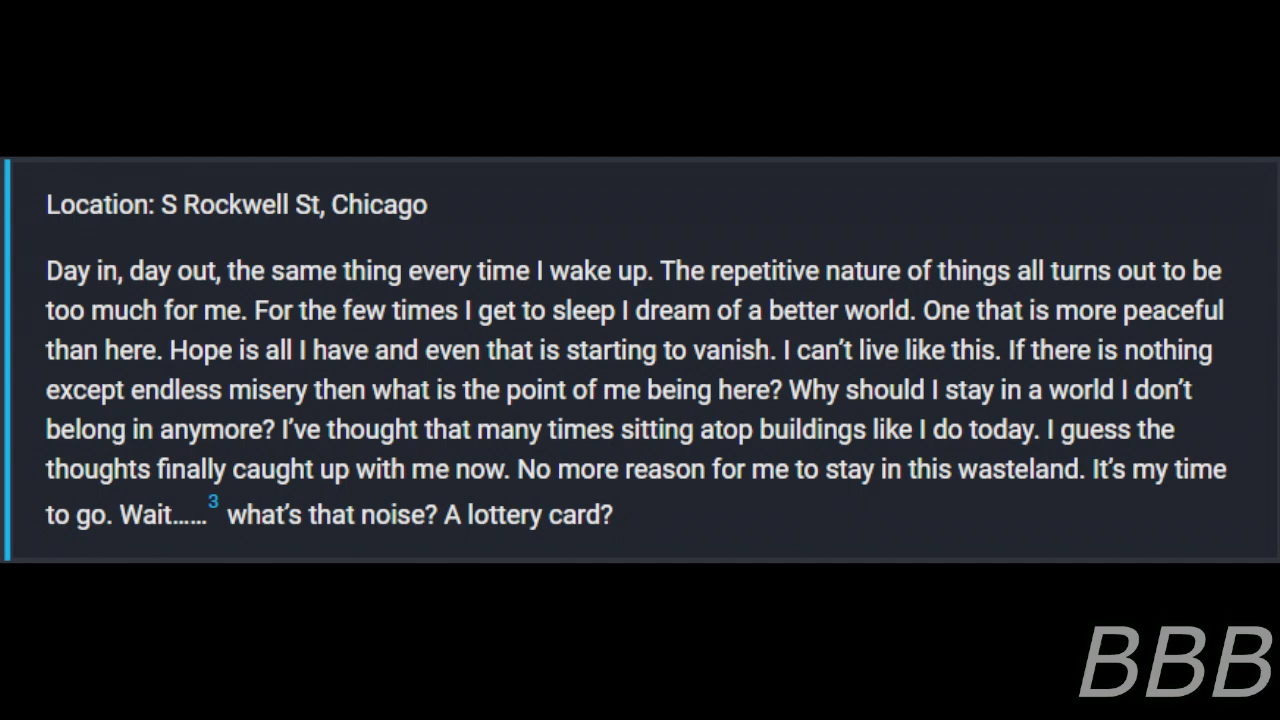 Location: S Rockwell St, Chicago
Day in, day out, the same thing every time I wake up. The repetitive nature of things all turns out to be
too much for me. For the few times I get to sleep I dream of a better world. One that is more peaceful
than here. Hope is all I have and even that is starting to vanish. I can’t live like this. If there is nothing
except endless misery then what is the point of me being here? Why should I stay in a world I don’t
belong in anymore? I’ve thought that many times sitting atop buildings like I do today. I guess the
thoughts finally caught up with me now. No more reason for me to stay in this wasteland. It’s my time
to go. Wait......3 what’s that noise? A lottery card?
BBB